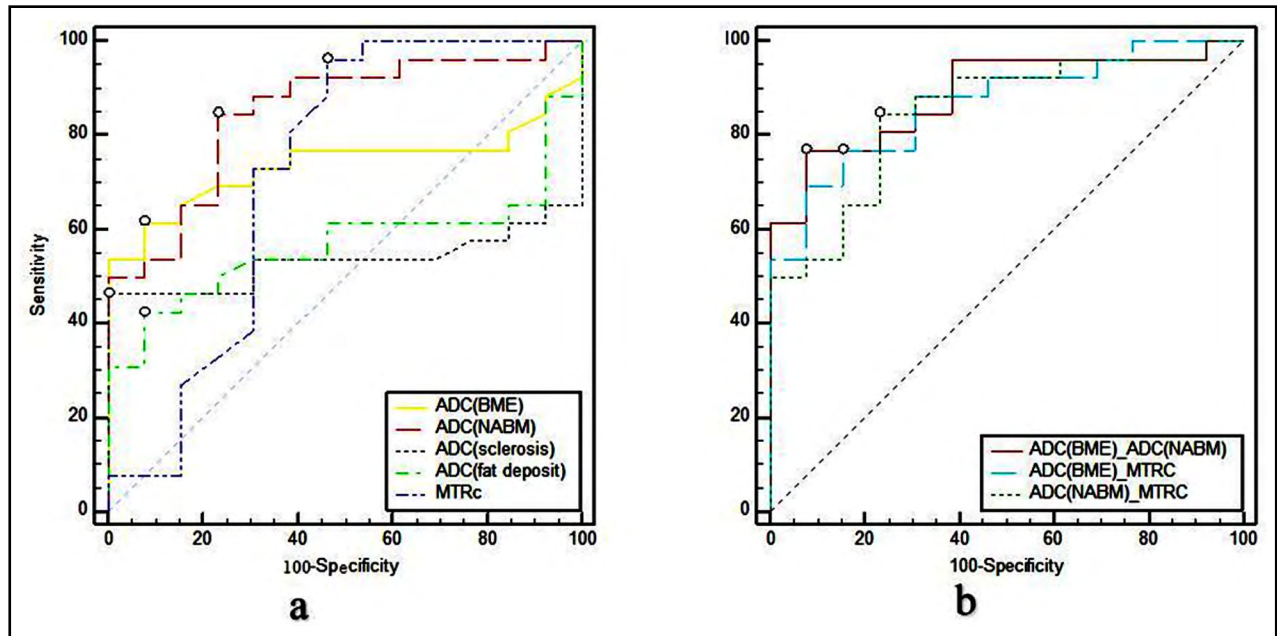 100
80
60
40
20
0
Sensitivity
0 20 40 60 80 100
100-Specificity
ADC(BME)
ADC(NABM)
ADC(sclerosis)
ADC(fat deposit)
MTRc
a
100
80
60
40
20
0
0 20 40 60 80 100
100-Specificity
ADC(BME)_ADC(NABM)
ADC(BME)_MTRC
ADC(NABM)_MTRC
b